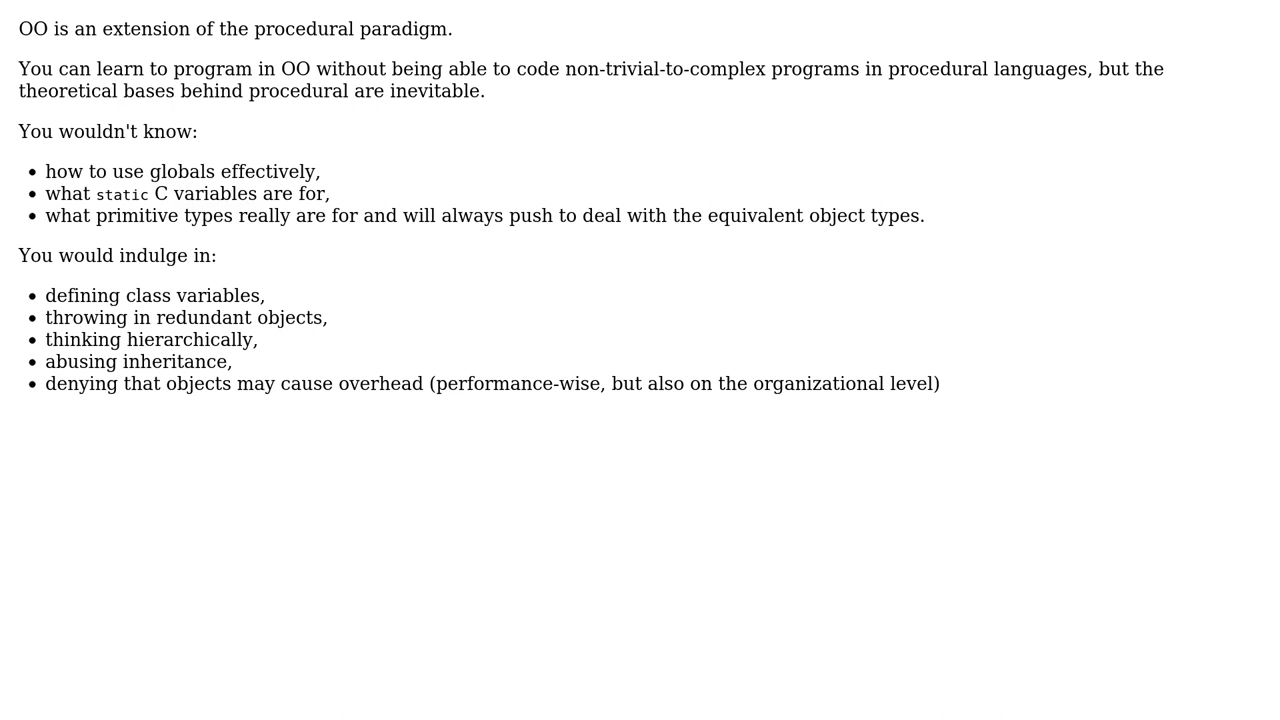 OO is an extension of the procedural paradigm.
You can learn to program in OO without being able to code non-trivial-to-complex programs in procedural languages, but the
theoretical bases behind procedural are inevitable.
You wouldn't know:
• how to use globals effectively,
• what static C variables are for,
• what primitive types really are for and will always push to deal with the equivalent object types.
You would indulge in:
• defining class variables,
• throwing in redundant objects,
• thinking hierarchically,
• abusing inheritance,
• denying that objects may cause overhead (performance-wise, but also on the organizational level)